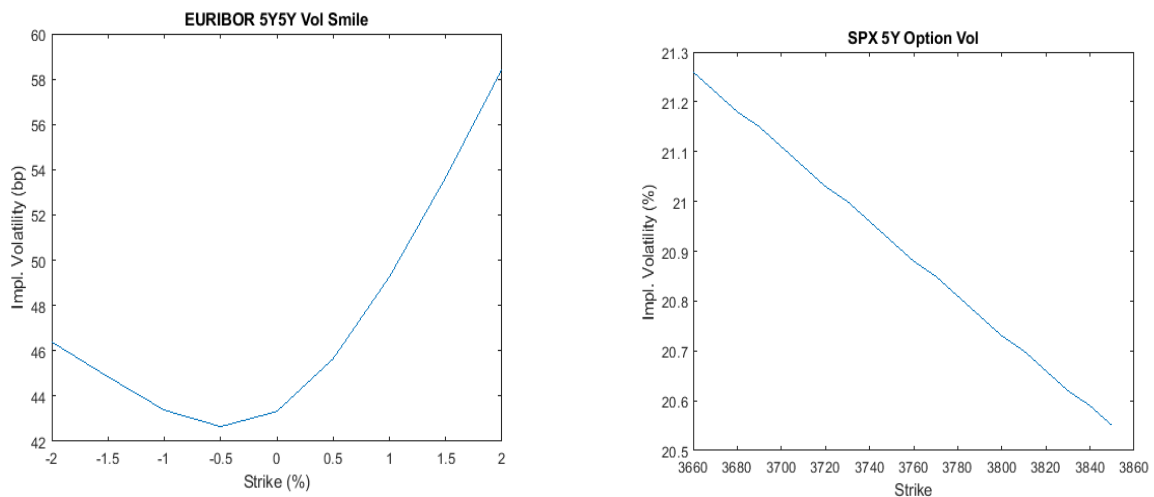 EURIBOR 5Y5Y Vol Smile
60
58
56
54
52
50
48
46
44
42
Impl. Volatility (bp)
-2 -1.5 -1 -0.5 0 0.5 1 1.5 2
Strike (%)
SPX 5Y Option Vol
21.3
21.2
21.1
21
20.9
20.8
20.7
20.6
20.5
Impl. Volatility (%)
3660 3680 3700 3720 3740 3760 3780 3800 3820 3840 3860
Strike